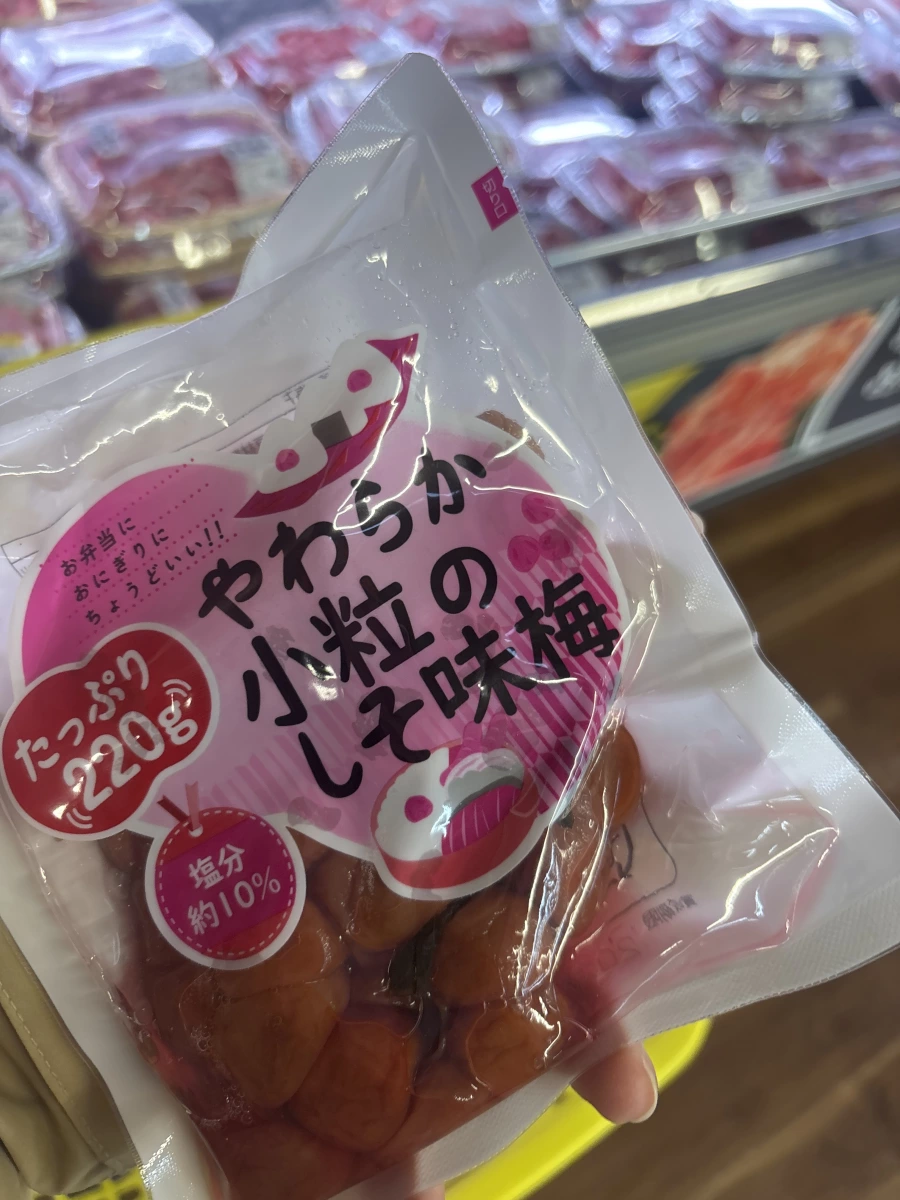 切り口
お弁当に
おにぎりに
ちょうどいい!!
やわらか
小粒の
しそ味梅
たっぷり
220g
塩分
約10%